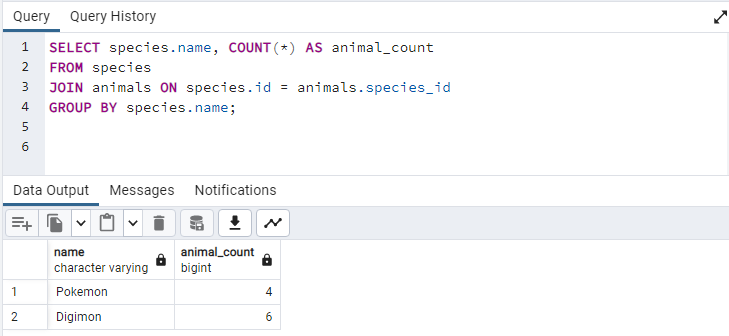 Query Query History
1 SELECT species.name, COUNT(*) AS animal_count
2 FROM species
3 JOIN animals ON species.id = animals.species_id
4 GROUP BY species.name;
5
6
Data Output Messages Notifications
name animal_count
character varying bigint
1 Pokemon 4
2 Digimon 6